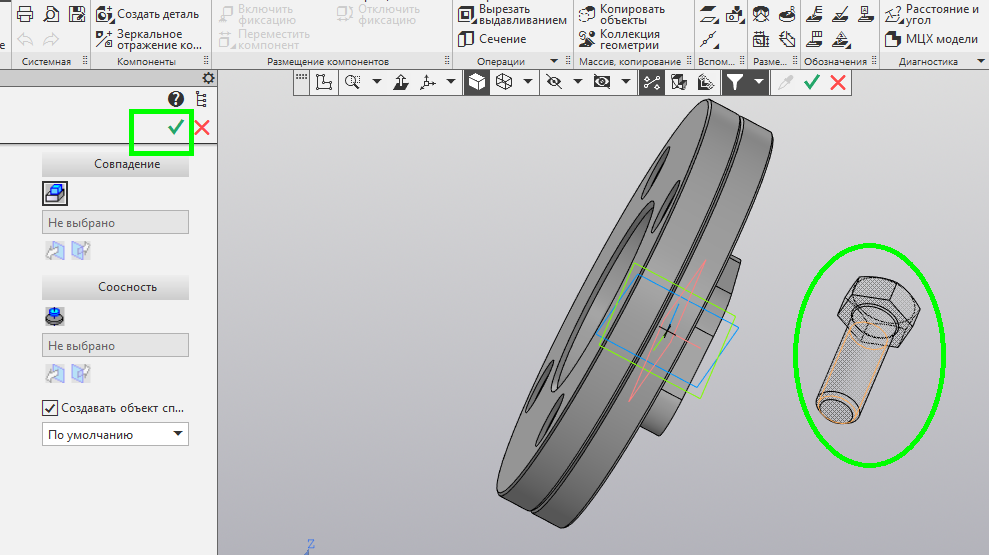 Создать деталь
Зеркальное
отражение ко...
Включить
фиксацию
Отключить
фиксацию
Переместить
компонент
Вырезать
выдавливанием
Сечение
Копировать
объекты
Коллекция
геометрии
Расстояние и
угол
МЦХ модели
Системная
Компоненты
Размещение компонентов
Операции
Массив, копирование
Вспом...
Разме...
Обозначения
Диагностика
Совпадение
Не выбрано
Соосность
Не выбрано
Создавать объект сп...
По умолчанию
Z